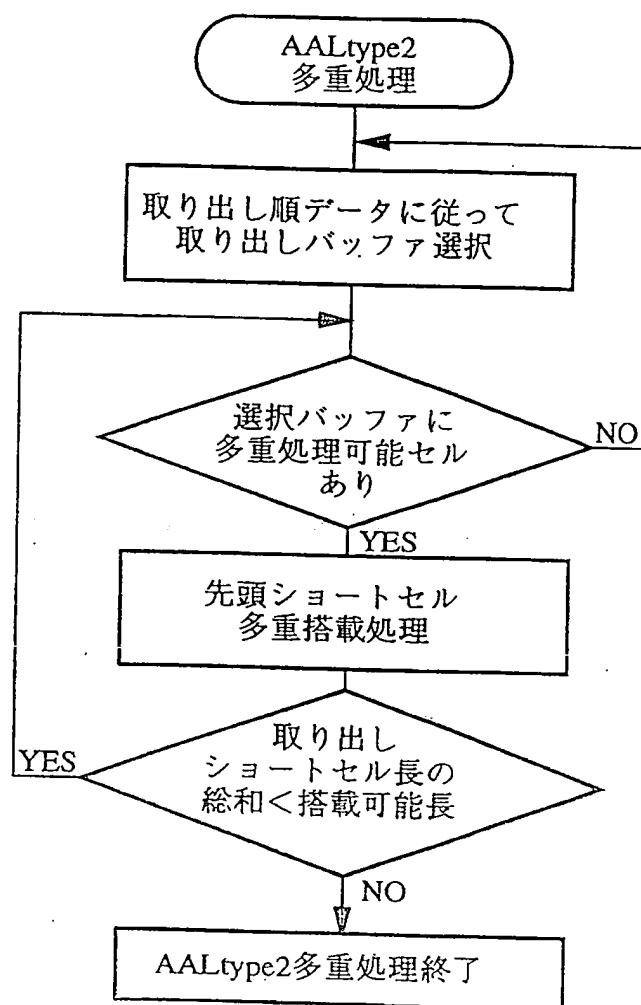 AALtype2
多重処理
取り出し順データに従って
取り出しバッファ選択
選択バッファに
多重処理可能セル
あり
NO
YES
先頭ショートセル
多重搭載処理
取り出し
ショートセル長の
総和<搭載可能長
YES
NO
AALtype2多重処理終了